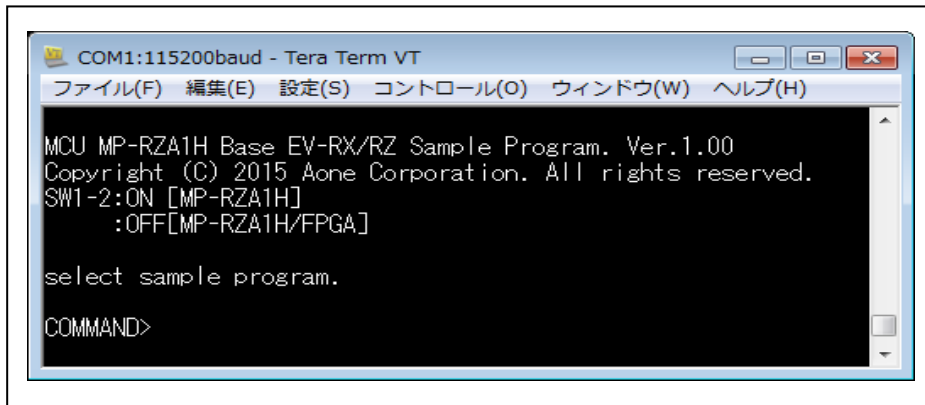 COM1:115200baud - Tera Term VT
ファイル(F) 編集(E) 設定(S) コントロール(O) ウィンドウ(W) ヘルプ(H)
MCU MP-RZA1H Base EV-RX/RZ Sample Program. Ver.1.00
Copyright (C) 2015 Aone Corporation. All rights reserved.
SW1-2:ON [MP-RZA1H]
:OFF[MP-RZA1H/FPGA]
select sample program.
COMMAND>